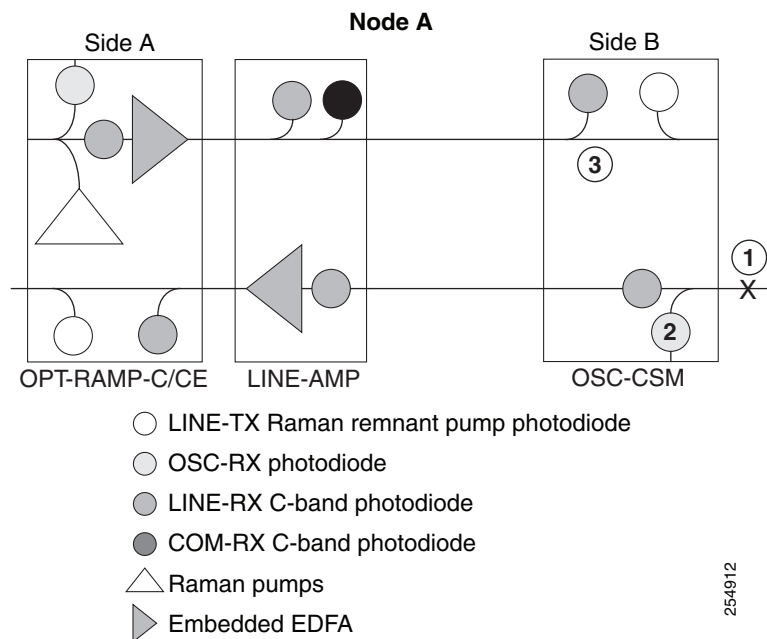 Node A
Side A
Side B
3
1
X
2
OPT-RAMP-C/CE
LINE-AMP
OSC-CSM
LINE-TX Raman remnant pump photodiode
OSC-RX photodiode
LINE-RX C-band photodiode
COM-RX C-band photodiode
Raman pumps
Embedded EDFA
254912